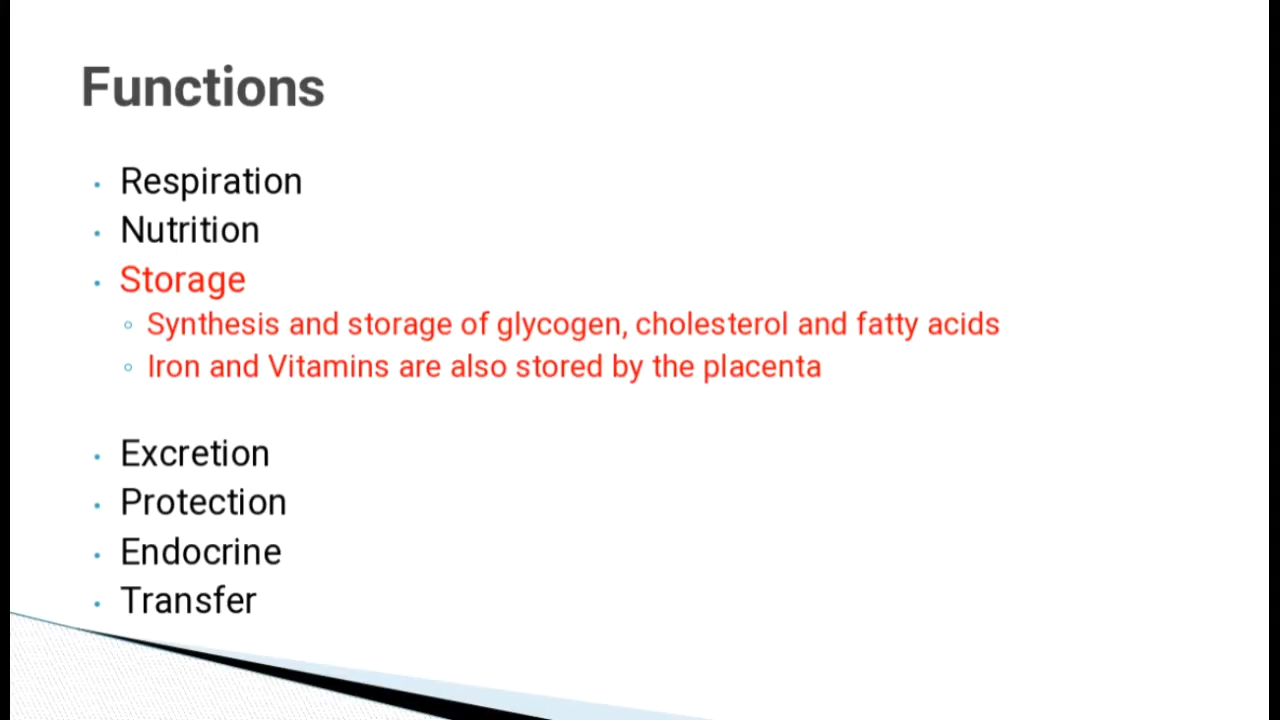 Functions
• Respiration
• Nutrition
• Storage
◦ Synthesis and storage of glycogen, cholesterol and fatty acids
◦ Iron and Vitamins are also stored by the placenta
• Excretion
• Protection
• Endocrine
• Transfer